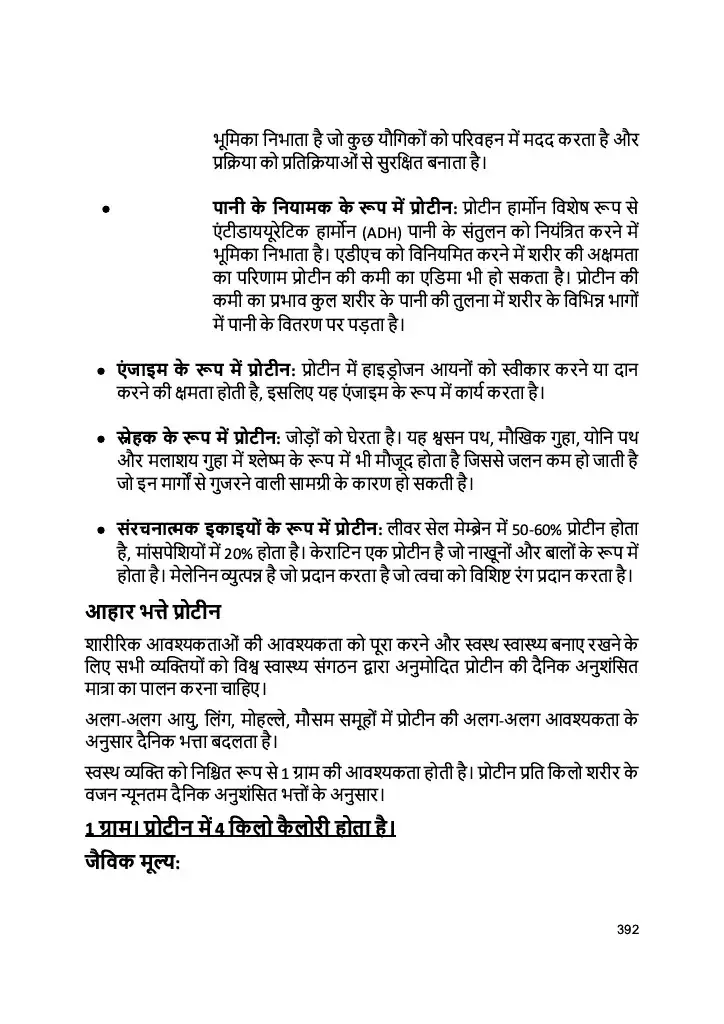 भूमिका निभाता है जो कुछ यौगिकों को परिवहन में मदद करता है और
प्रक्रिया को प्रतिक्रियाओं से सुरक्षित बनाता है।
● पानी के नियामक के रूप में प्रोटीन: प्रोटीन हार्मोन विशेष रूप से
एंटीडाययूरेटिक हार्मोन (ADH) पानी के संतुलन को नियंत्रित करने में
भूमिका निभाता है। एडीएच को विनियमित करने में शरीर की अक्षमता
का परिणाम प्रोटीन की कमी का एडिमा भी हो सकता है। प्रोटीन की
कमी का प्रभाव कुल शरीर के पानी की तुलना में शरीर के विभिन्न भागों
में पानी के वितरण पर पड़ता है।
● एंजाइम के रूप में प्रोटीन: प्रोटीन में हाइड्रोजन आयनों को स्वीकार करने या दान
करने की क्षमता होती है, इसलिए यह एंजाइम के रूप में कार्य करता है।
● स्नेहक के रूप में प्रोटीन: जोड़ों को घेरता है। यह श्वसन पथ, मौखिक गुहा, योनि पथ
और मलाशय गुहा में श्लेष्म के रूप में भी मौजूद होता है जिससे जलन कम हो जाती है
जो इन मार्गों से गुजरने वाली सामग्री के कारण हो सकती है।
● संरचनात्मक इकाइयों के रूप में प्रोटीन: लीवर सेल मेम्ब्रेन में 50-60% प्रोटीन होता
है, मांसपेशियों में 20% होता है। केराटिन एक प्रोटीन है जो नाखूनों और बालों के रूप में
होता है। मेलेनिन व्युत्पन्न है जो प्रदान करता है जो त्वचा को विशिष्ट रंग प्रदान करता है।
आहार भत्ते प्रोटीन
शारीरिक आवश्यकताओं की आवश्यकता को पूरा करने और स्वस्थ स्वास्थ्य बनाए रखने के
लिए सभी व्यक्तियों को विश्व स्वास्थ्य संगठन द्वारा अनुमोदित प्रोटीन की दैनिक अनुशंसित
मात्रा का पालन करना चाहिए।
अलग-अलग आयु, लिंग, मोहल्ले, मौसम समूहों में प्रोटीन की अलग-अलग आवश्यकता के
अनुसार दैनिक भत्ता बदलता है।
स्वस्थ व्यक्ति को निश्चित रूप से 1 ग्राम की आवश्यकता होती है। प्रोटीन प्रति किलो शरीर के
वजन न्यूनतम दैनिक अनुशंसित भत्तों के अनुसार।
1 ग्राम। प्रोटीन में 4 किलो कैलोरी होता है।
जैविक मूल्य:
392